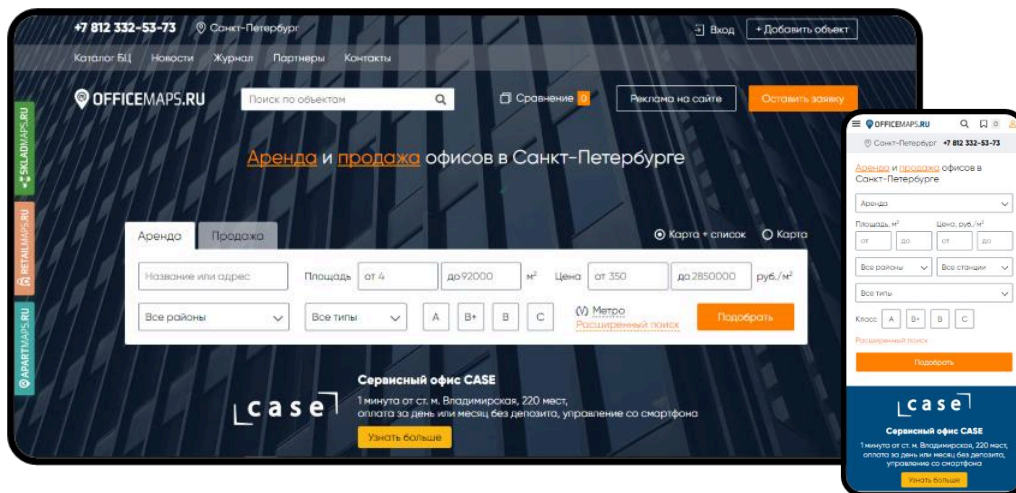 +7 812 332-53-73 Санкт-Петербург Вход + Добавить объект
Каталог БЦ Новости Журнал Партнеры Контакты
OFFICEMAPS.RU Поиск по объектам Сравнение 0 Реклама на сайте Оставить заявку
SKLADMAPS.RU
RETAILMAPS.RU
APARTMAPS.RU
Аренда и продажа офисов в Санкт-Петербурге
Аренда Продажа Карта + список Карта
Название или адрес Площадь от 4 до 92000 м² Цена от 350 до 2850000 руб./м²
Все районы Все типы A B+ B C Метро
Расширенный поиск Подобрать
case
Сервисный офис CASE
1 минута от ст. м. Владимирская, 220 мест,
оплата за день или месяц без депозита, управление со смартфона
Узнать больше
OFFICEMAPS.RU 0
Санкт-Петербург +7 812 332-53-73
Аренда и продажа офисов в
Санкт-Петербурге
Аренда
Площадь, м² Цена, руб./м²
от до от до
Все районы Все станции
Все типы
Класс A B+ B C
Расширенный поиск
Подобрать
case
Сервисный офис CASE
1 минута от ст. м. Владимирская, 220 мест,
оплата за день или месяц без депозита,
управление со смартфона
Узнать больше